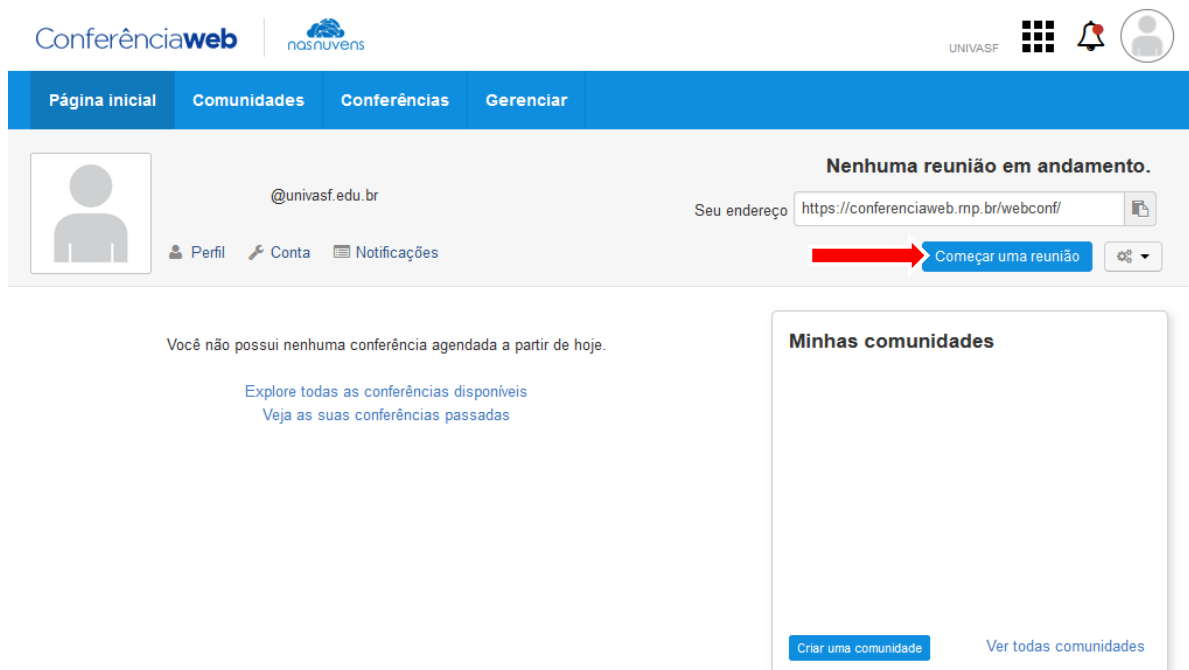 Conferênciaweb
nasnuvens
UNIVASF
Página inicial Comunidades Conferências Gerenciar
Nenhuma reunião em andamento.
@univasf.edu.br
Seu endereço https://conferenciaweb.rnp.br/webconf/
Perfil Conta Notificações
Começar uma reunião
Você não possui nenhuma conferência agendada a partir de hoje.
Explore todas as conferências disponíveis
Veja as suas conferências passadas
Minhas comunidades
Criar uma comunidade Ver todas comunidades